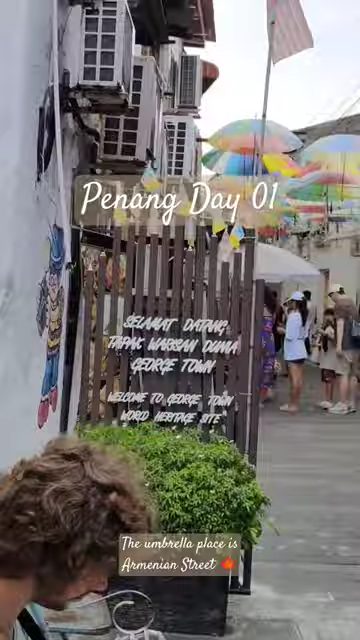 Penang Day 01
SELAMAT DATANG
TAPAK WARISAN DUNIA
GEORGE TOWN
WELCOME TO GEORGE TOWN
WORLD HERITAGE SITE
The umbrella place is
Armenian Street 🍁